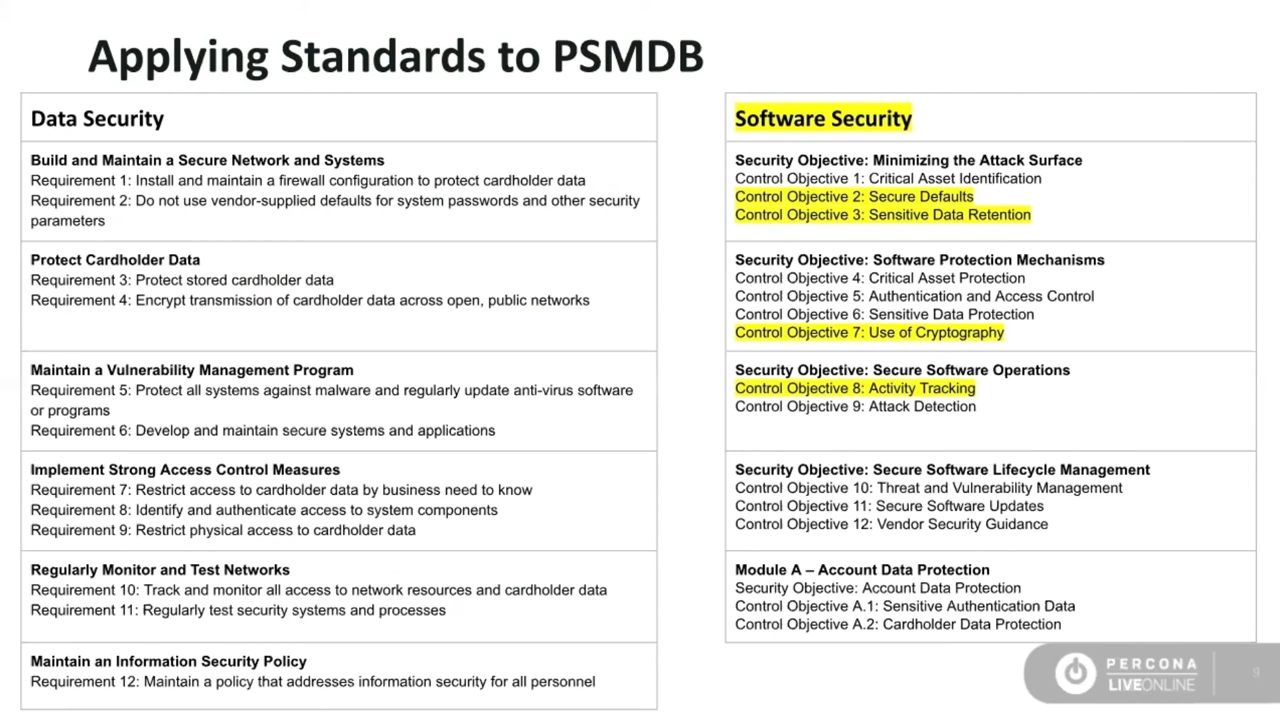 Applying Standards to PSMDB
Data Security
Build and Maintain a Secure Network and Systems
Requirement 1: Install and maintain a firewall configuration to protect cardholder data
Requirement 2: Do not use vendor-supplied defaults for system passwords and other security
parameters
Protect Cardholder Data
Requirement 3: Protect stored cardholder data
Requirement 4: Encrypt transmission of cardholder data across open, public networks
Maintain a Vulnerability Management Program
Requirement 5: Protect all systems against malware and regularly update anti-virus software
or programs
Requirement 6: Develop and maintain secure systems and applications
Implement Strong Access Control Measures
Requirement 7: Restrict access to cardholder data by business need to know
Requirement 8: Identify and authenticate access to system components
Requirement 9: Restrict physical access to cardholder data
Regularly Monitor and Test Networks
Requirement 10: Track and monitor all access to network resources and cardholder data
Requirement 11: Regularly test security systems and processes
Maintain an Information Security Policy
Requirement 12: Maintain a policy that addresses information security for all personnel
Software Security
Security Objective: Minimizing the Attack Surface
Control Objective 1: Critical Asset Identification
Control Objective 2: Secure Defaults
Control Objective 3: Sensitive Data Retention
Security Objective: Software Protection Mechanisms
Control Objective 4: Critical Asset Protection
Control Objective 5: Authentication and Access Control
Control Objective 6: Sensitive Data Protection
Control Objective 7: Use of Cryptography
Security Objective: Secure Software Operations
Control Objective 8: Activity Tracking
Control Objective 9: Attack Detection
Security Objective: Secure Software Lifecycle Management
Control Objective 10: Threat and Vulnerability Management
Control Objective 11: Secure Software Updates
Control Objective 12: Vendor Security Guidance
Module A – Account Data Protection
Security Objective: Account Data Protection
Control Objective A.1: Sensitive Authentication Data
Control Objective A.2: Cardholder Data Protection
PERCONA
LIVEONLINE
9